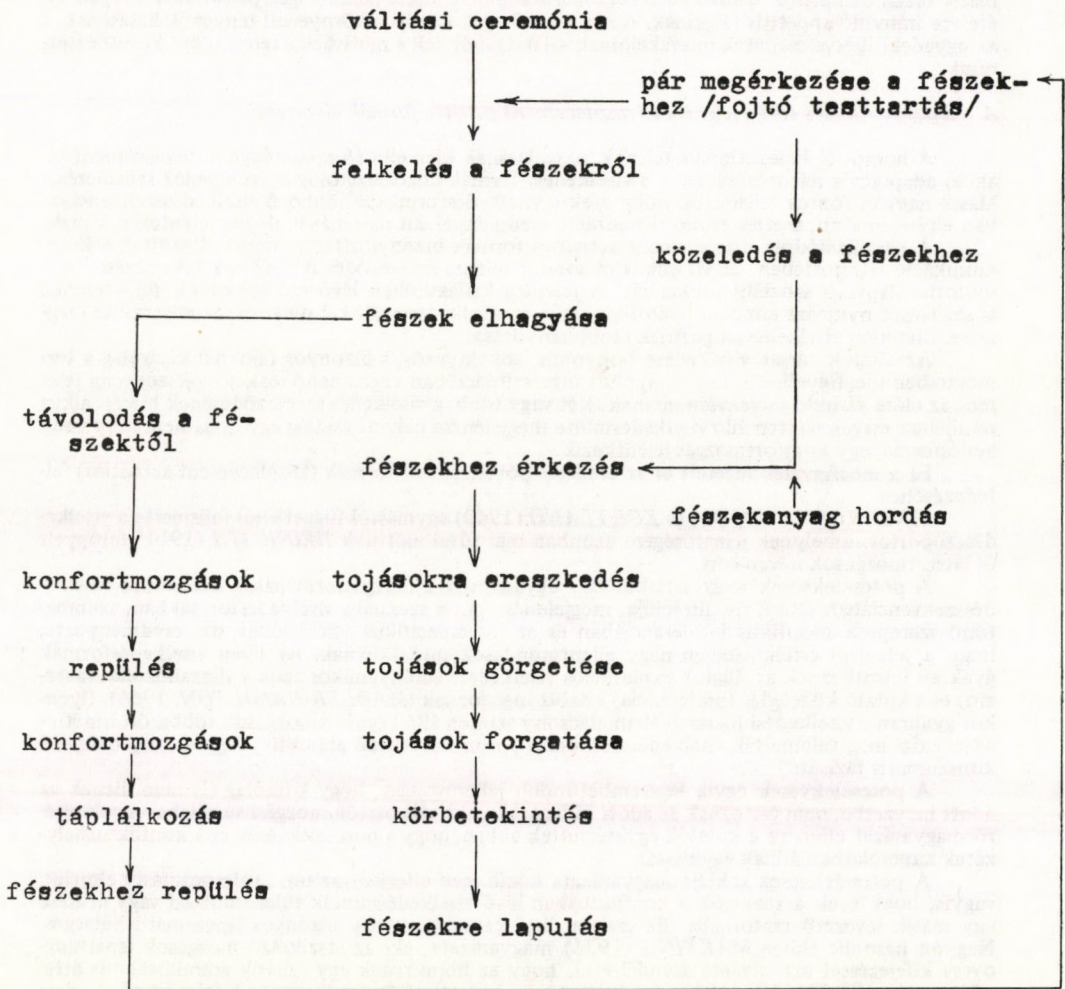 váltási ceremónia
pár megérkezése a fészek-
hez /fojtó testtartás/
felkelés a fészekről
közeledés a fészekhez
fészek elhagyása
távolodás a fé-
szektől
fészekhez érkezés
fészekanyag hordás
konfortmozgások
tojásokra ereszkedés
repülés
tojások görgetése
konfortmozgások
tojások forgatása
táplálkozás
körbetekintés
fészekhez repülés
fészekre lapulás